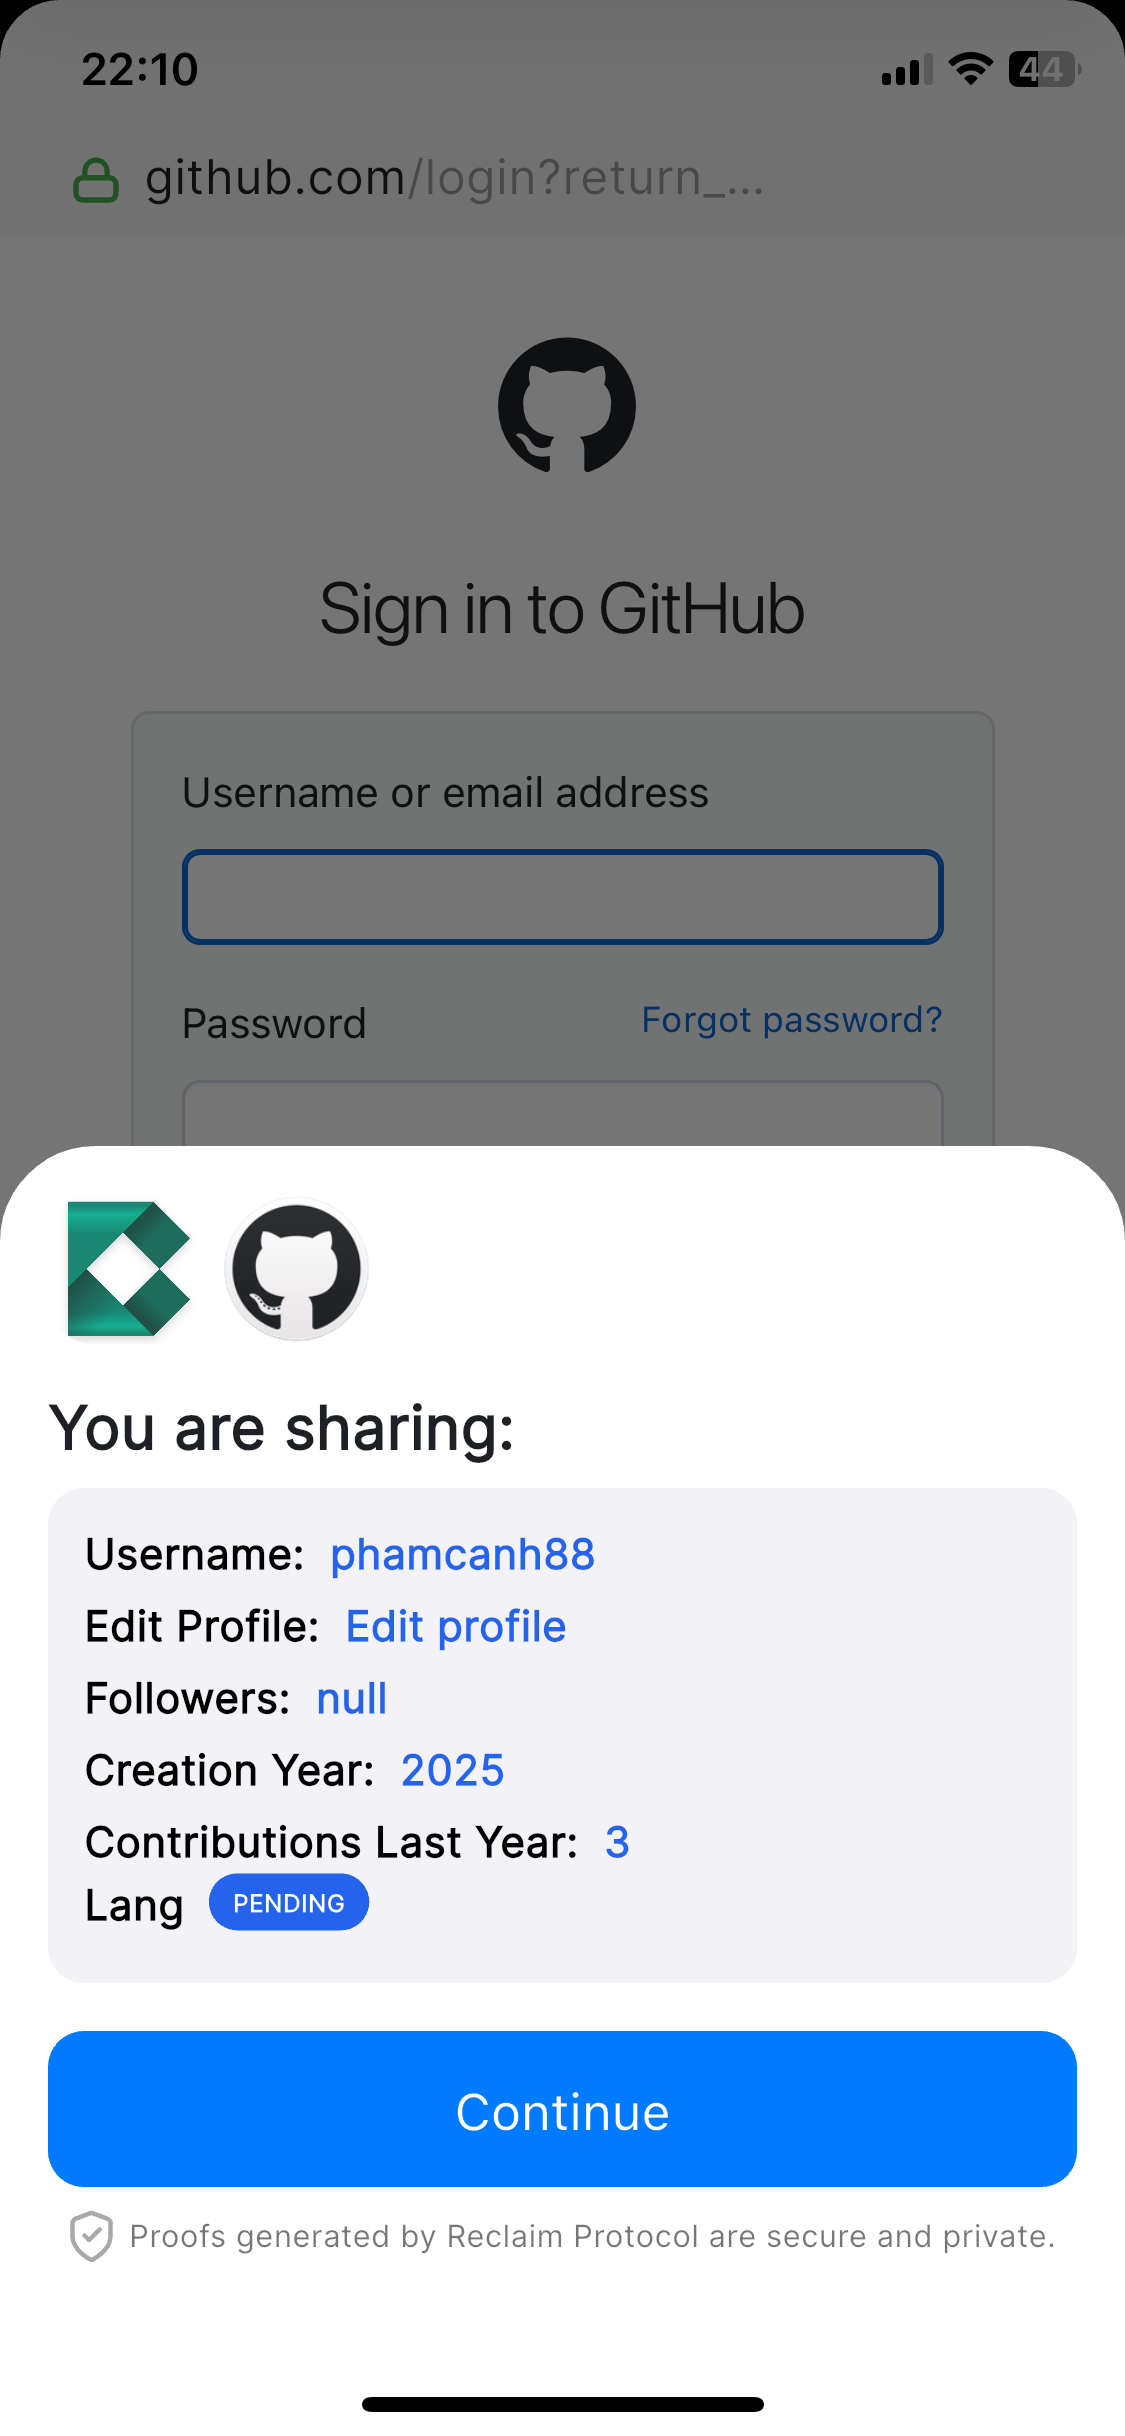 22:10
44
github.com/login?return_...
Sign in to GitHub
Username or email address
Password
Forgot password?
You are sharing:
Username: phamcanh88
Edit Profile: Edit profile
Followers: null
Creation Year: 2025
Contributions Last Year: 3
Lang PENDING
Continue
Proofs generated by Reclaim Protocol are secure and private.